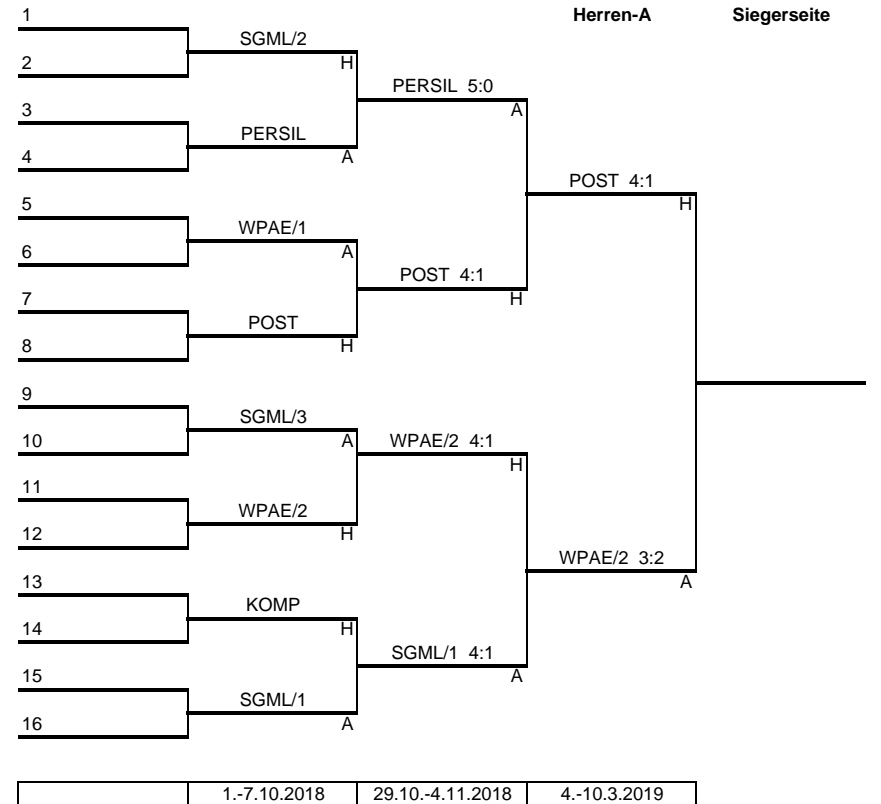 1 Herren-A Siegerseite
SGML/2
2 H
PERSIL 5:0
3 A
PERSIL
4 A
POST 4:1
5 H
WPAE/1
6 A
POST 4:1
7 H
POST
8 H
9
SGML/3
10 A WPAE/2 4:1
H
11
WPAE/2
12 H
WPAE/2 3:2
13 A
KOMP
14 H
SGML/1 4:1
15 A
SGML/1
16 A
1.-7.10.2018 29.10.-4.11.2018 4.-10.3.2019